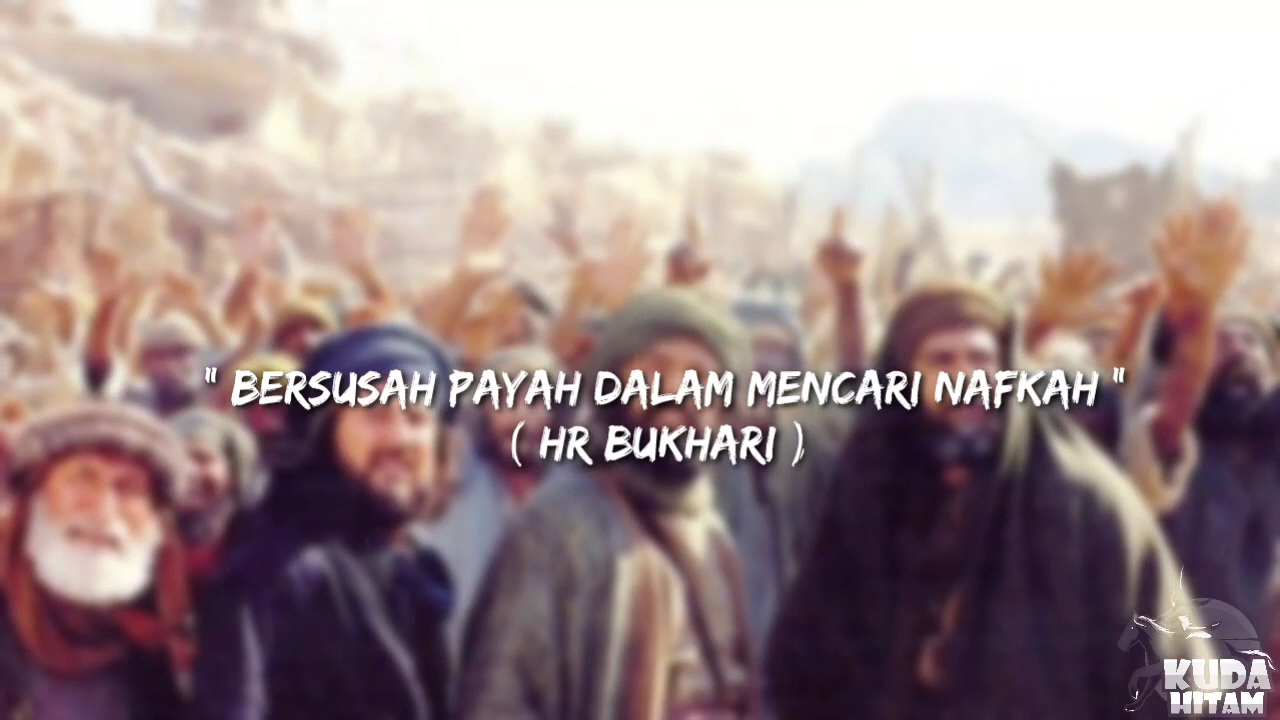 " BERSUSAH PAYAH DALAM MENCARI NAFKAH "
( HR BUKHARI )
KUDA
HITAM